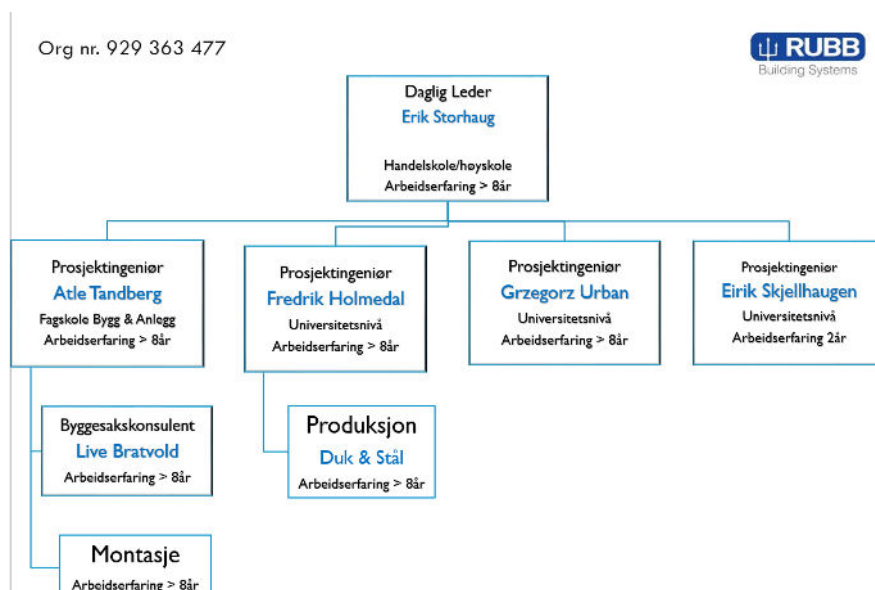 Org nr. 929 363 477
RUBB
Building Systems
Daglig Leder
Erik Storhaug
Handelskole/høyskole
Arbeidserfaring > 8år
Prosjektingeniør
Atle Tandberg
Fagskole Bygg & Anlegg
Arbeidserfaring > 8år
Prosjektingeniør
Fredrik Holmedal
Universitetsnivå
Arbeidserfaring > 8år
Prosjektingeniør
Grzegorz Urban
Universitetsnivå
Arbeidserfaring > 8år
Prosjektingeniør
Eirik Skjellhaugen
Universitetsnivå
Arbeidserfaring 2år
Byggesakskonsulent
Live Bratvold
Arbeidserfaring > 8år
Produksjon
Duk & Stål
Arbeidserfaring > 8år
Montasje
Arbeidserfaring > 8år